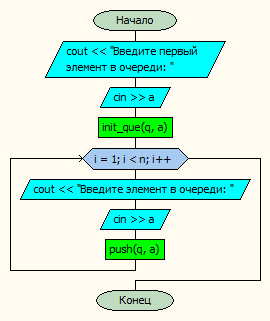 Начало
cout << "Введите первый
элемент в очереди: "
cin >> a
init_que(q, a)
i = 1; i < n; i++
cout << "Введите элемент в очереди: "
cin >> a
push(q, a)
Конец